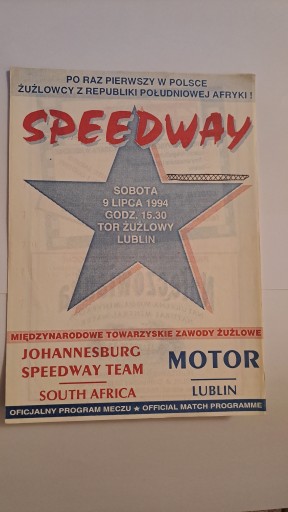 PO RAZ PIERWSZY W POLSCE
ŻUŻLOWCY Z REPUBLIKI POŁUDNIOWEJ AFRYKI !
SPEEDWAY
SOBOTA
9 LIPCA 1994
GODZ. 15.30
TOR ŻUŻLOWY
LUBLIN
MIĘDZYNARODOWE TOWARZYSKIE ZAWODY ŻUŻLOWE
JOHANNESBURG
SPEEDWAY TEAM
SOUTH AFRICA
MOTOR
LUBLIN
OFICJALNY PROGRAM MECZU ★ OFFICIAL MATCH PROGRAMME